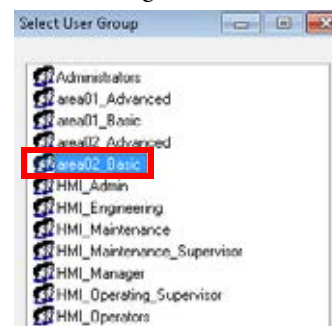 Select User Group
Administrators
area01_Advanced
area01_Basic
area02_Advanced
area02_Basic
HMI_Admin
HMI_Engineering
HMI_Maintenance
HMI_Maintenance_Supervisor
HMI_Manager
HMI_Operating_Supervisor
HMI_Operators